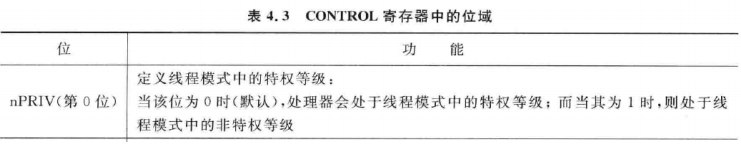 表 4.3 CONTROL 寄存器中的位域
位 功 能
nPRIV(第 0 位) 定义线程模式中的特权等级：
当该位为 0 时(默认),处理器会处于线程模式中的特权等级；而当其为 1 时,则处于线
程模式中的非特权等级